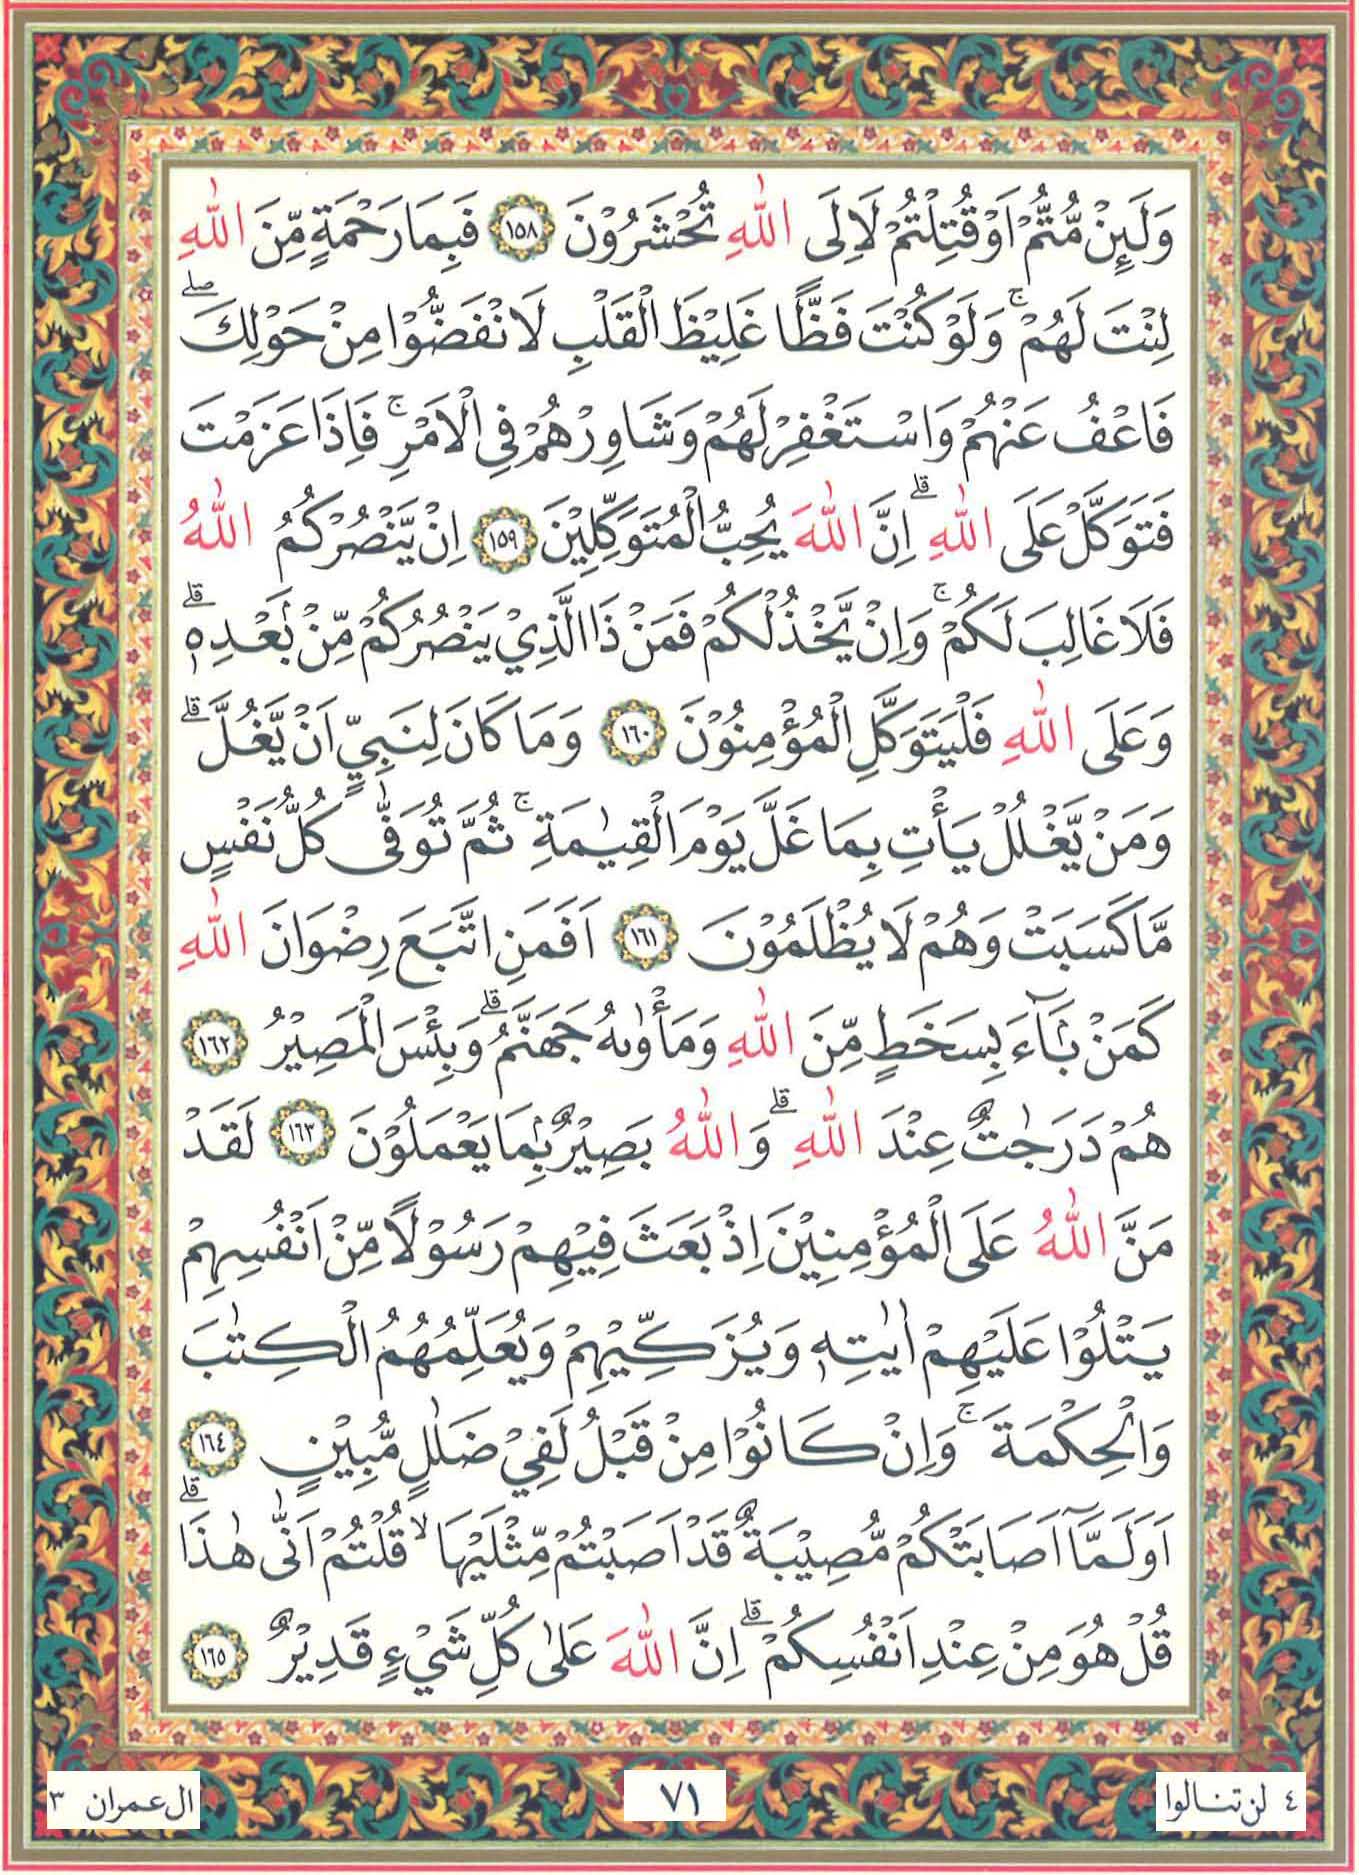 وَلَئِنْ مُّتُّمْ اَوْ قُتِلْتُمْ لَاِلَى اللّٰهِ تُحْشَرُوْنَ ١٥٨ فَبِمَا رَحْمَةٍ مِّنَ اللّٰهِ
لِنْتَ لَهُمْ ۚ وَلَوْ كُنْتَ فَظًّا غَلِيْظَ الْقَلْبِ لَانْفَضُّوْا مِنْ حَوْلِكَ ۖ
فَاعْفُ عَنْهُمْ وَاسْتَغْفِرْ لَهُمْ وَشَاوِرْهُمْ فِى الْاَمْرِ ۚ فَاِذَا عَزَمْتَ
فَتَوَكَّلْ عَلَى اللّٰهِ ۗ اِنَّ اللّٰهَ يُحِبُّ الْمُتَوَكِّلِيْنَ ١٥٩ اِنْ يَّنْصُرْكُمُ اللّٰهُ
فَلَا غَالِبَ لَكُمْ ۚ وَاِنْ يَّخْذُلْكُمْ فَمَنْ ذَا الَّذِيْ يَنْصُرُكُمْ مِّنْۢ بَعْدِهٖ ۗ
وَعَلَى اللّٰهِ فَلْيَتَوَكَّلِ الْمُؤْمِنُوْنَ ١٦٠ وَمَا كَانَ لِنَبِيٍّ اَنْ يَّغُلَّ ۗ
وَمَنْ يَّغْلُلْ يَأْتِ بِمَا غَلَّ يَوْمَ الْقِيٰمَةِ ۚ ثُمَّ تُوَفّٰى كُلُّ نَفْسٍ
مَّا كَسَبَتْ وَهُمْ لَا يُظْلَمُوْنَ ١٦١ اَفَمَنِ اتَّبَعَ رِضْوَانَ اللّٰهِ
كَمَنْۢ بَآءَ بِسَخَطٍ مِّنَ اللّٰهِ وَمَأْوٰىهُ جَهَنَّمُ ۗ وَبِئْسَ الْمَصِيْرُ ١٦٢
هُمْ دَرَجٰتٌ عِنْدَ اللّٰهِ ۗ وَاللّٰهُ بَصِيْرٌۢ بِمَا يَعْمَلُوْنَ ١٦٣ لَقَدْ
مَنَّ اللّٰهُ عَلَى الْمُؤْمِنِيْنَ اِذْ بَعَثَ فِيْهِمْ رَسُوْلًا مِّنْ اَنْفُسِهِمْ
يَتْلُوْا عَلَيْهِمْ اٰيٰتِهٖ وَيُزَكِّيْهِمْ وَيُعَلِّمُهُمُ الْكِتٰبَ
وَالْحِكْمَةَ ۚ وَاِنْ كَانُوْا مِنْ قَبْلُ لَفِيْ ضَلٰلٍ مُّبِيْنٍ ١٦٤
اَوَلَمَّآ اَصَابَتْكُمْ مُّصِيْبَةٌ قَدْ اَصَبْتُمْ مِّثْلَيْهَا ۙ قُلْتُمْ اَنّٰى هٰذَا ۗ
قُلْ هُوَ مِنْ عِنْدِ اَنْفُسِكُمْ ۗ اِنَّ اللّٰهَ عَلٰى كُلِّ شَيْءٍ قَدِيْرٌ ١٦٥
٤ لن تنالوا
٧١
ال عمران ٣